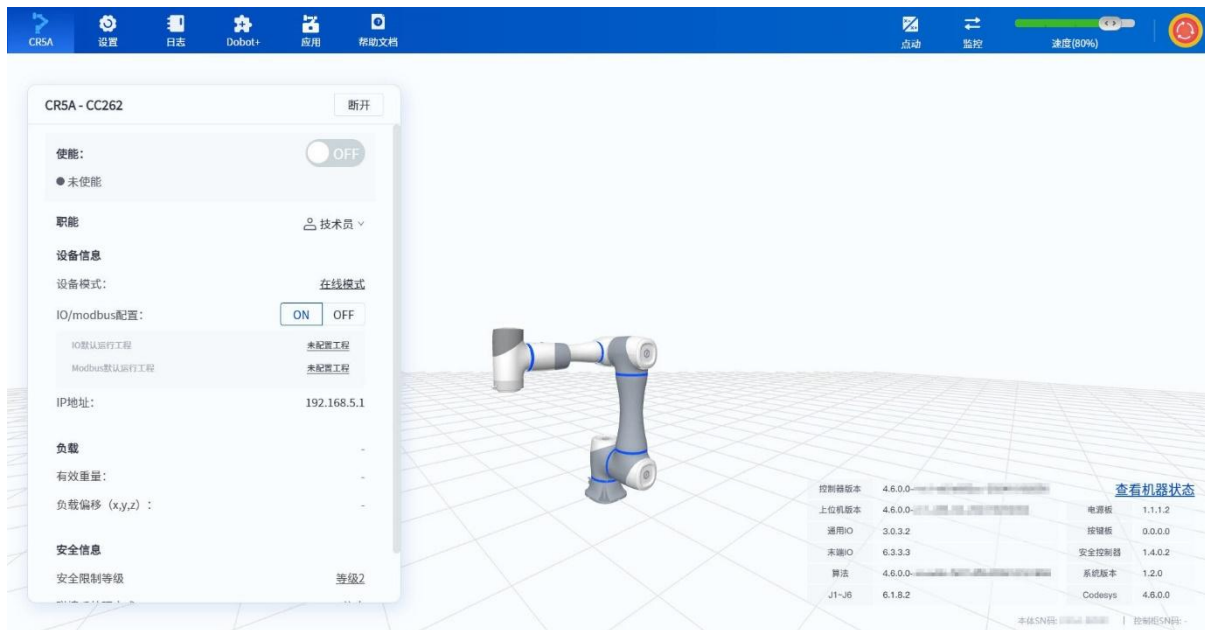 CR5A
设置
日志
Dobot+
应用
帮助文档
点动
监控
速度(80%)
CR5A - CC262
断开
使能：
OFF
未使能
职能
技术员
设备信息
设备模式：
在线模式
IO/modbus配置：
ON OFF
IO默认运行工程
未配置工程
Modbus默认运行工程
未配置工程
IP地址：
192.168.5.1
负载
-
有效重量：
-
负载偏移（x,y,z）：
-
安全信息
安全限制等级
等级2
查看机器状态
控制器版本 4.6.0.0-
上位机版本 4.6.0.0- 电源板 1.1.1.2
通用IO 3.0.3.2 按键板 0.0.0.0
末端IO 6.3.3.3 安全控制器 1.4.0.2
算法 4.6.0.0- 系统版本 1.2.0
J1~J6 6.1.8.2 Codesys 4.6.0.0
本体SN码: | 控制柜SN码: -